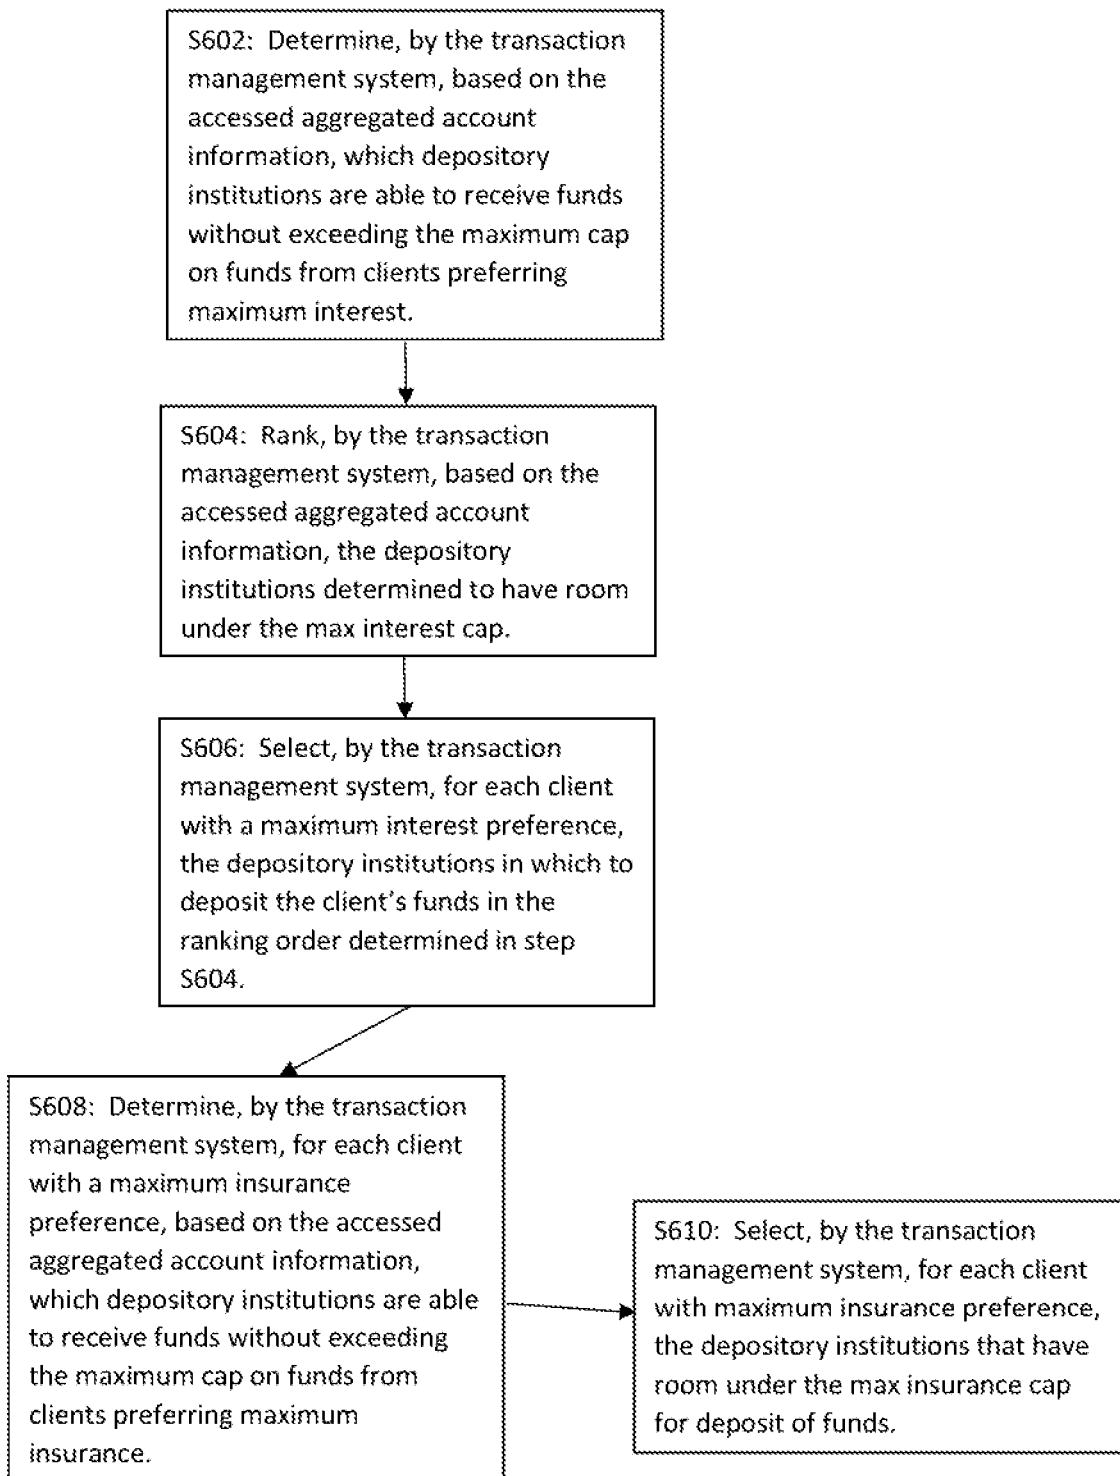 S602:  Determine, by the transaction
management system, based on the
accessed aggregated account
information, which depository
institutions are able to receive funds
without exceeding the maximum cap
on funds from clients preferring
maximum interest.
S604:  Rank, by the transaction
management system, based on the
accessed aggregated account
information, the depository
institutions determined to have room
under the max interest cap.
S606:  Select, by the transaction
management system, for each client
with a maximum interest preference,
the depository institutions in which to
deposit the client's funds in the
ranking order determined in step
S604.
S608:  Determine, by the transaction
management system, for each client
with a maximum insurance
preference, based on the accessed
aggregated account information,
which depository institutions are able
to receive funds without exceeding
the maximum cap on funds from
clients preferring maximum
insurance.
S610:  Select, by the transaction
management system, for each client
with maximum insurance preference,
the depository institutions that have
room under the max insurance cap
for deposit of funds.